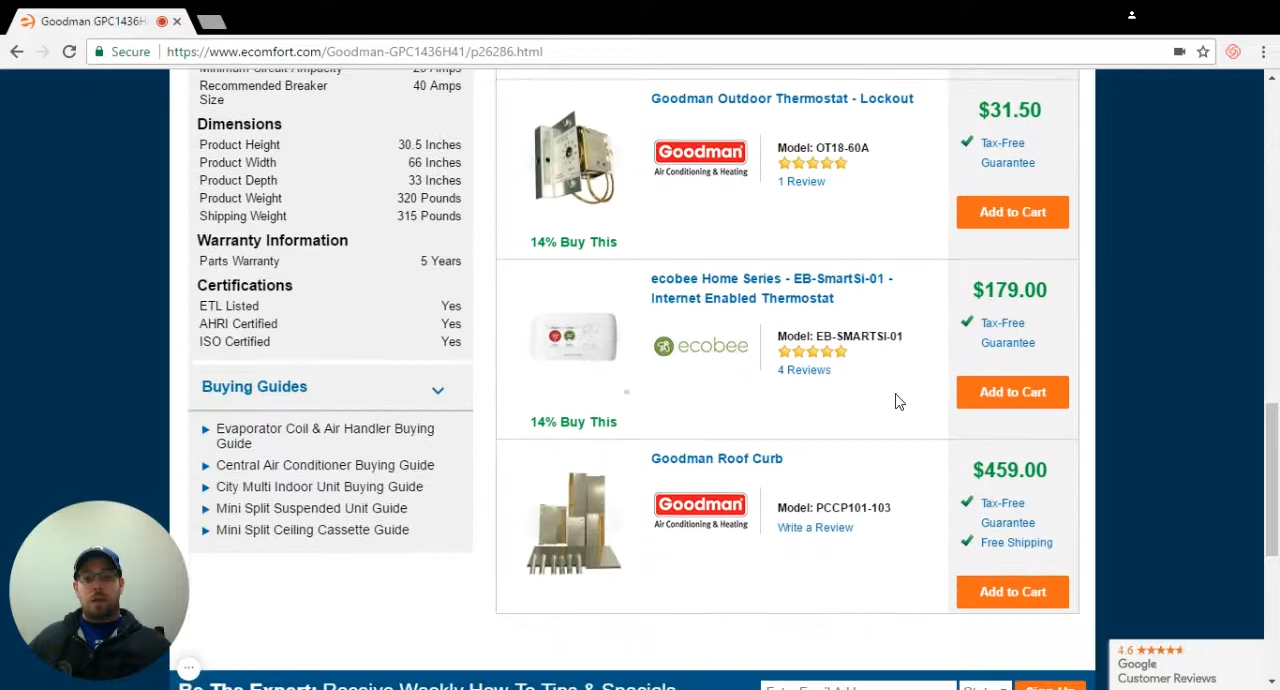 Goodman GPC1436H
Secure
https://www.ecomfort.com/Goodman-GPC1436H41/p26286.html
Recommended Breaker 40 Amps
Size
Dimensions
Product Height 30.5 Inches
Product Width 66 Inches
Product Depth 33 Inches
Product Weight 320 Pounds
Shipping Weight 315 Pounds
Warranty Information
Parts Warranty 5 Years
Certifications
ETL Listed Yes
AHRI Certified Yes
ISO Certified Yes
Buying Guides
Evaporator Coil & Air Handler Buying
Guide
Central Air Conditioner Buying Guide
City Multi Indoor Unit Buying Guide
Mini Split Suspended Unit Guide
Mini Split Ceiling Cassette Guide
Goodman Outdoor Thermostat - Lockout
Goodman
Air Conditioning & Heating
Model: OT18-60A
1 Review
14% Buy This
$31.50
Tax-Free
Guarantee
Add to Cart
ecobee Home Series - EB-SmartSi-01 -
Internet Enabled Thermostat
ecobee
Model: EB-SMARTSI-01
4 Reviews
14% Buy This
$179.00
Tax-Free
Guarantee
Add to Cart
Goodman Roof Curb
Goodman
Air Conditioning & Heating
Model: PCCP101-103
Write a Review
$459.00
Tax-Free
Guarantee
Free Shipping
Add to Cart
4.6
Google
Customer Reviews
Be The Expert: Receive Weekly How To Tips & Specials